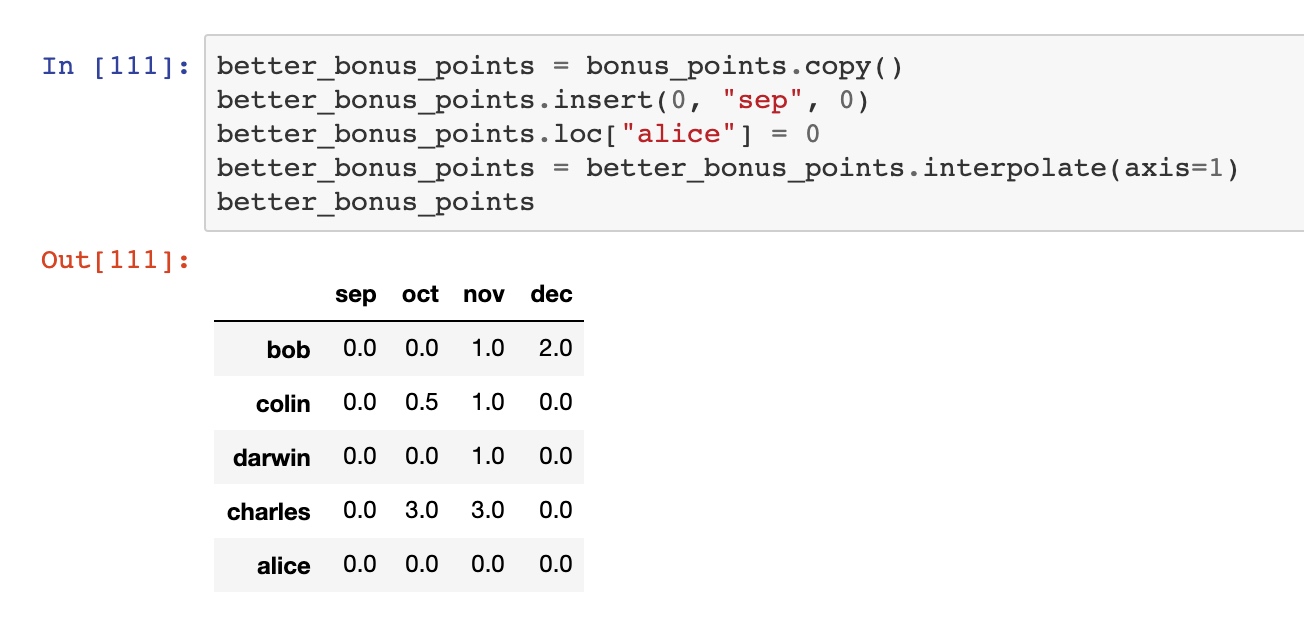 In [111]: better_bonus_points = bonus_points.copy()
better_bonus_points.insert(0, "sep", 0)
better_bonus_points.loc["alice"] = 0
better_bonus_points = better_bonus_points.interpolate(axis=1)
better_bonus_points
Out[111]:
sep oct nov dec
bob 0.0 0.0 1.0 2.0
colin 0.0 0.5 1.0 0.0
darwin 0.0 0.0 1.0 0.0
charles 0.0 3.0 3.0 0.0
alice 0.0 0.0 0.0 0.0